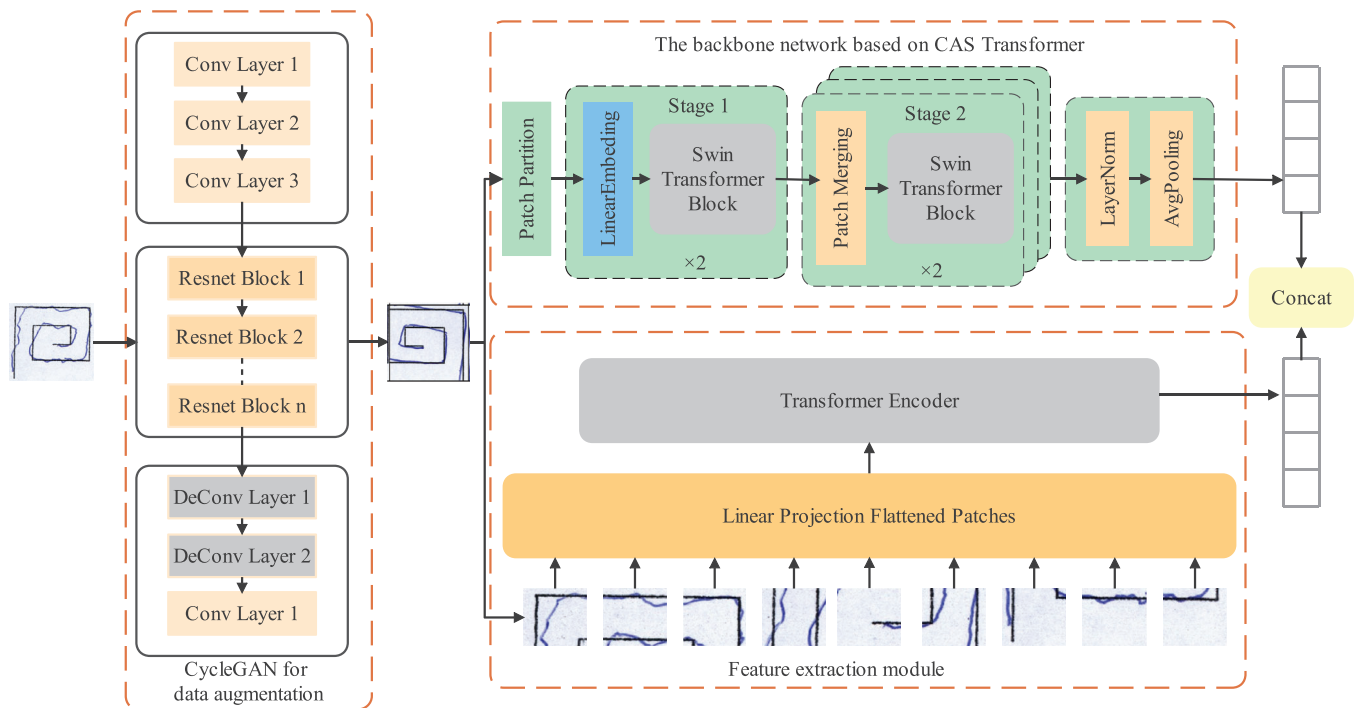 Conv Layer 1
Conv Layer 2
Conv Layer 3
Resnet Block 1
Resnet Block 2
Resnet Block n
DeConv Layer 1
DeConv Layer 2
Conv Layer 1
CycleGAN for
data augmentation
The backbone network based on CAS Transformer
Patch Partition
Stage 1
LinearEmbeding
Swin
Transformer
Block
×2
Stage 2
Patch Merging
Swin
Transformer
Block
×2
LayerNorm
AvgPooling
Concat
Transformer Encoder
Linear Projection Flattened Patches
Feature extraction module